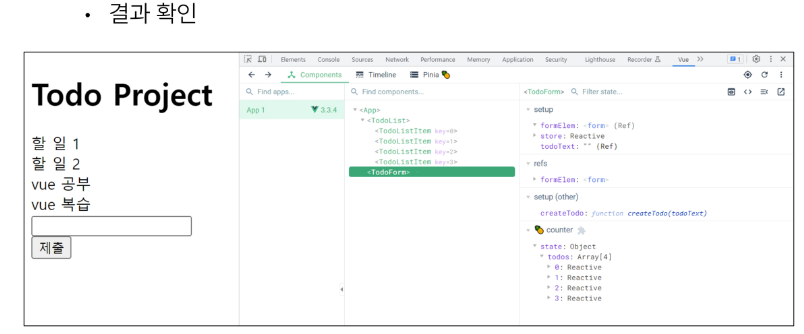 • 결과 확인
Todo Project
할 일 1
할 일 2
vue 공부
vue 복습
제출
Elements Console Sources Network Performance Memory Application Security Lighthouse Recorder Vue >> 1
Components Timeline Pinia
Find apps...
App 1 3.3.4
Find components...
<App>
<TodoList>
<TodoListItem key=0>
<TodoListItem key=1>
<TodoListItem key=2>
<TodoListItem key=3>
<TodoForm>
<TodoForm> Filter state...
setup
formElem: <form> (Ref)
store: Reactive
todoText: "" (Ref)
refs
formElem: <form>
setup (other)
createTodo: function createTodo(todoText)
counter
state: Object
todos: Array[4]
0: Reactive
1: Reactive
2: Reactive
3: Reactive